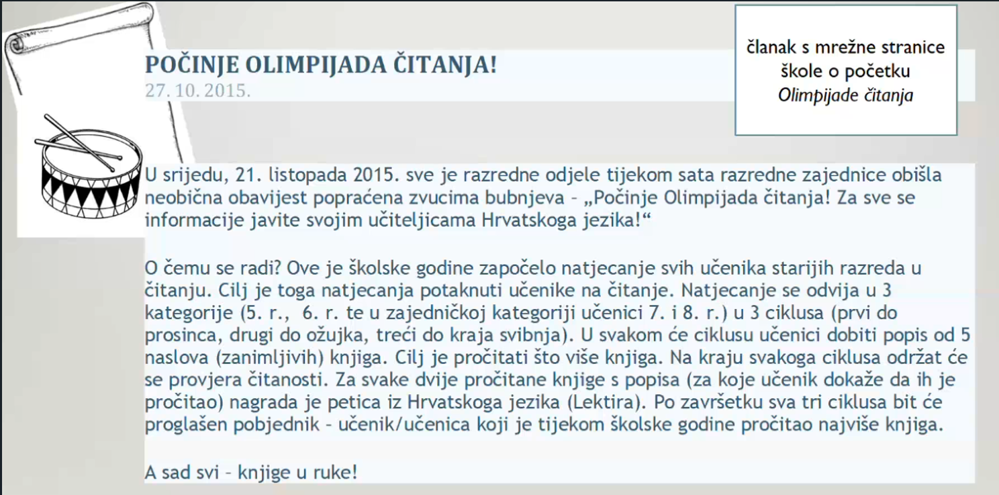 POČINJE OLIMPIJADA ČITANJA!
27. 10. 2015.
članak s mrežne stranice
škole o početku
Olimpijade čitanja
U srijedu, 21. listopada 2015. sve je razredne odjele tijekom sata razredne zajednice obišla
neobična obavijest popraćena zvucima bubnjeva – „Počinje Olimpijada čitanja! Za sve se
informacije javite svojim učiteljicama Hrvatskoga jezika!“
O čemu se radi? Ove je školske godine započelo natjecanje svih učenika starijih razreda u
čitanju. Cilj je toga natjecanja potaknuti učenike na čitanje. Natjecanje se odvija u 3
kategorije (5. r., 6. r. te u zajedničkoj kategoriji učenici 7. i 8. r.) u 3 ciklusa (prvi do
prosinca, drugi do ožujka, treći do kraja svibnja). U svakom će ciklusu učenici dobiti popis od 5
naslova (zanimljivih) knjiga. Cilj je pročitati što više knjiga. Na kraju svakoga ciklusa održat će
se provjera čitanosti. Za svake dvije pročitane knjige s popisa (za koje učenik dokaže da ih je
pročitao) nagrada je petica iz Hrvatskoga jezika (Lektira). Po završetku sva tri ciklusa bit će
proglašen pobjednik – učenik/učenica koji je tijekom školske godine pročitao najviše knjiga.
A sad svi – knjige u ruke!